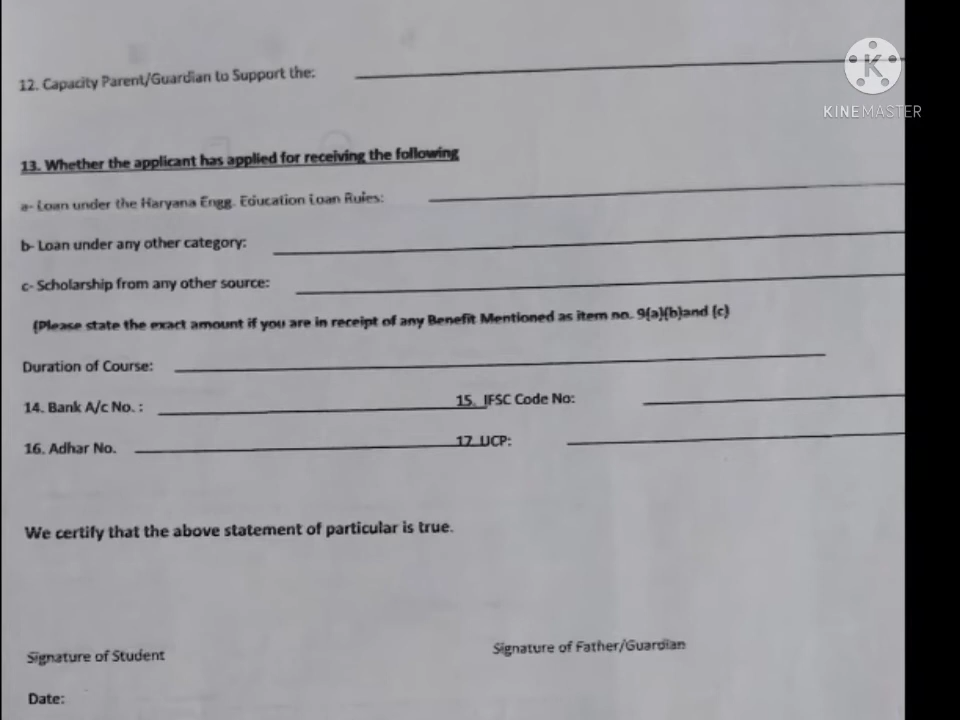 12. Capacity Parent/Guardian to Support the:
KINEMASTER
13. Whether the applicant has applied for receiving the following
a- Loan under the Haryana Engg. Education Loan Rules:
b- Loan under any other category:
c- Scholarship from any other source:
(Please state the exact amount if you are in receipt of any Benefit Mentioned as item no. 9(a)(b)and (c)
Duration of Course:
14. Bank A/c No. : 15. IFSC Code No:
16. Adhar No. 17 UCP:
We certify that the above statement of particular is true.
Signature of Student Signature of Father/Guardian
Date: